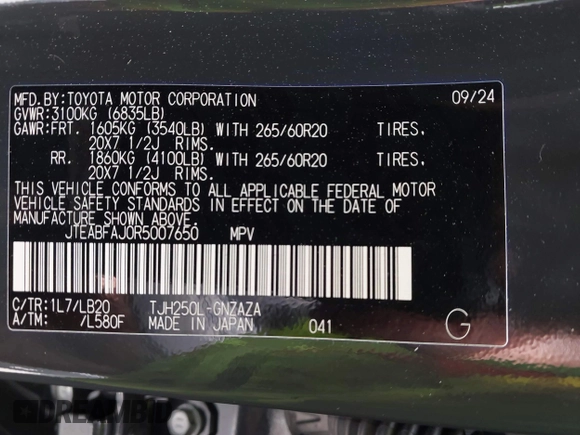 MFD.BY:TOYOTA MOTOR CORPORATION 09/24
GVWR:3100KG (6835LB)
GAWR:FRT. 1605KG (3540LB) WITH 265/60R20 TIRES,
20X7 1/2J RIMS.
RR. 1860KG (4100LB) WITH 265/60R20 TIRES,
20X7 1/2J RIMS.
THIS VEHICLE CONFORMS TO ALL APPLICABLE FEDERAL MOTOR
VEHICLE SAFETY STANDARDS IN EFFECT ON THE DATE OF
MANUFACTURE SHOWN ABOVE.
JTEABFAJ0R5007650 MPV
C/TR:1L7/LB20 TJH250L-GNZAZA
A/TM: /L580F MADE IN JAPAN 041 G
DREAMBID